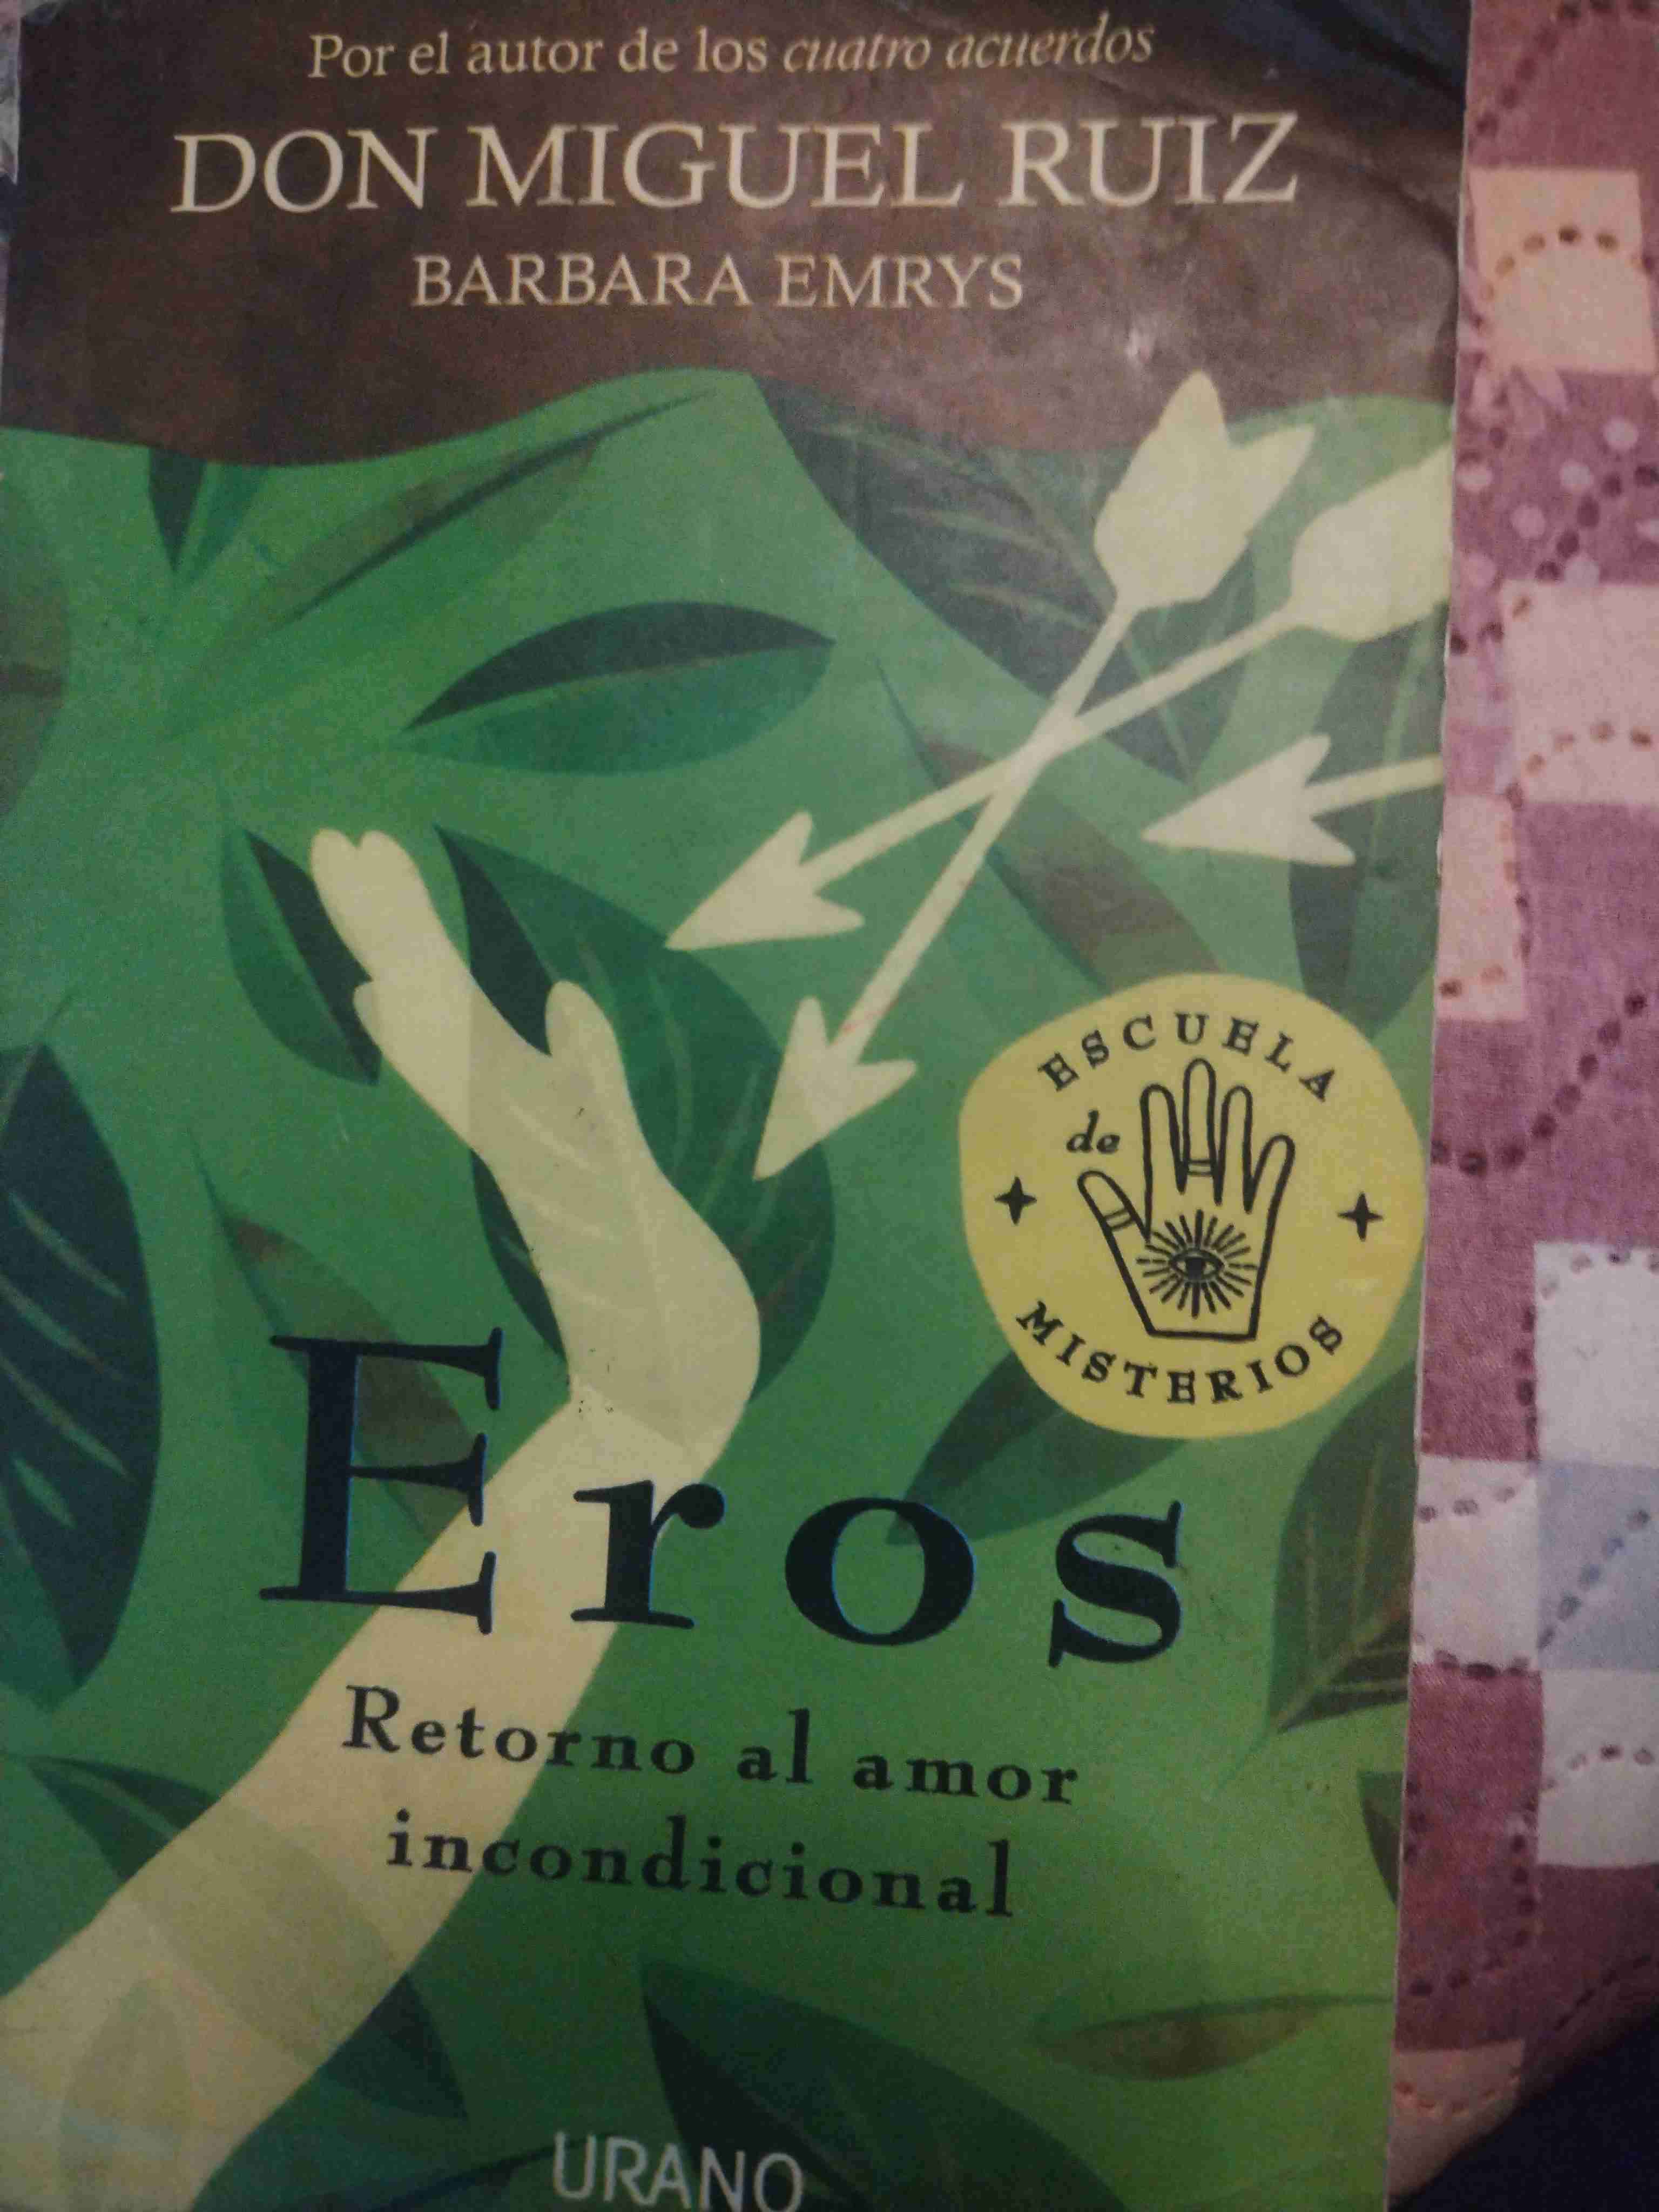 Por el autor de los cuatro acuerdos
DON MIGUEL RUIZ
BARBARA EMRYS
ESCUELA
de
MISTERIOS
Eros
Retorno al amor
incondicional
URANO